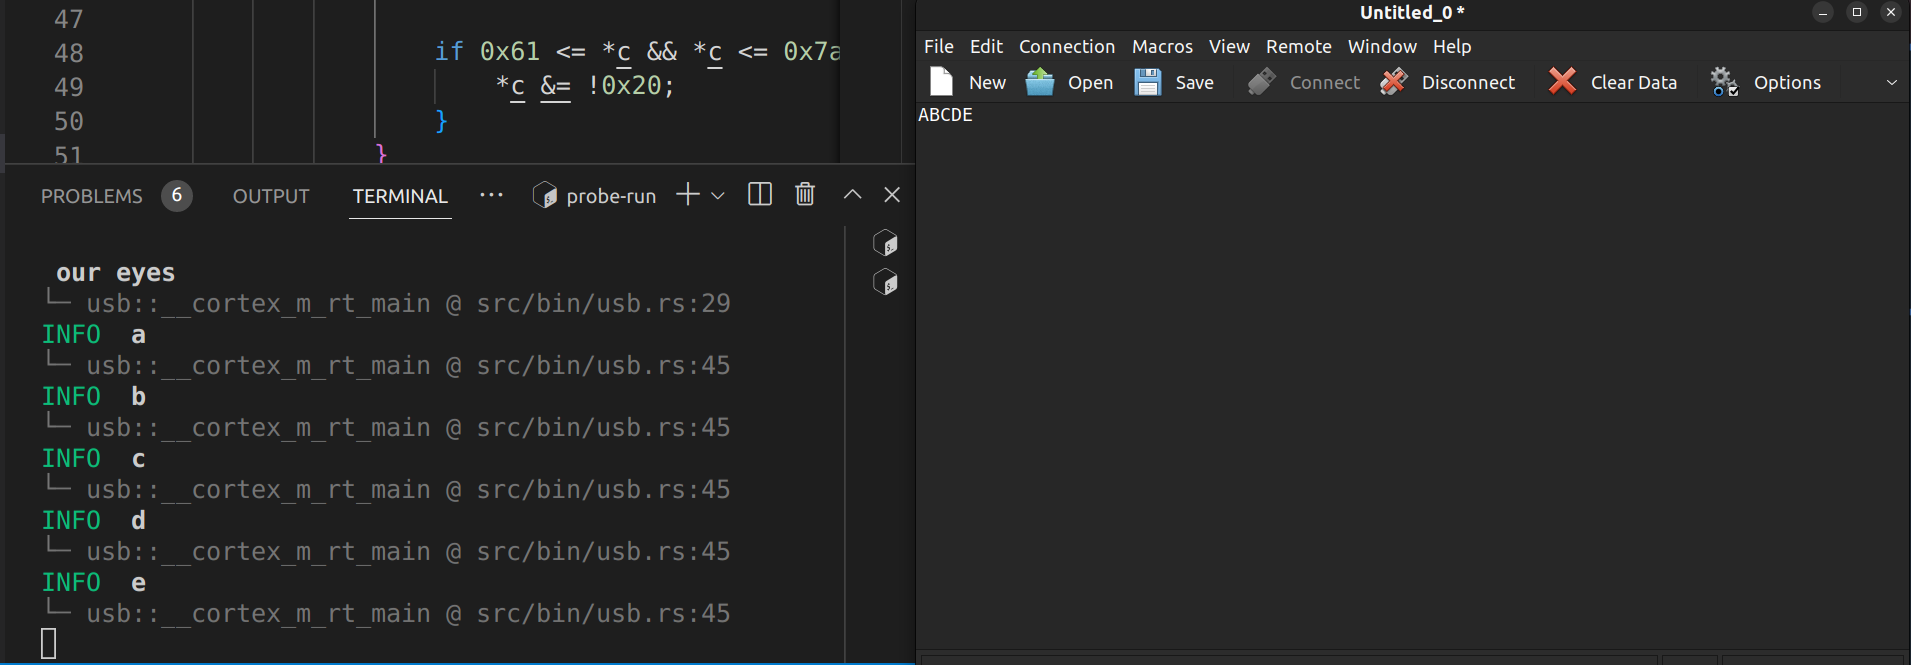 47
48 if 0x61 <= *c && *c <= 0x7a
49 *c &= !0x20;
50 }
51 }
PROBLEMS 6 OUTPUT TERMINAL ··· probe-run
our eyes
└─ usb::__cortex_m_rt_main @ src/bin/usb.rs:29
INFO a
└─ usb::__cortex_m_rt_main @ src/bin/usb.rs:45
INFO b
└─ usb::__cortex_m_rt_main @ src/bin/usb.rs:45
INFO c
└─ usb::__cortex_m_rt_main @ src/bin/usb.rs:45
INFO d
└─ usb::__cortex_m_rt_main @ src/bin/usb.rs:45
INFO e
└─ usb::__cortex_m_rt_main @ src/bin/usb.rs:45
Untitled_0 *
File Edit Connection Macros View Remote Window Help
New Open Save Connect Disconnect Clear Data Options
ABCDE